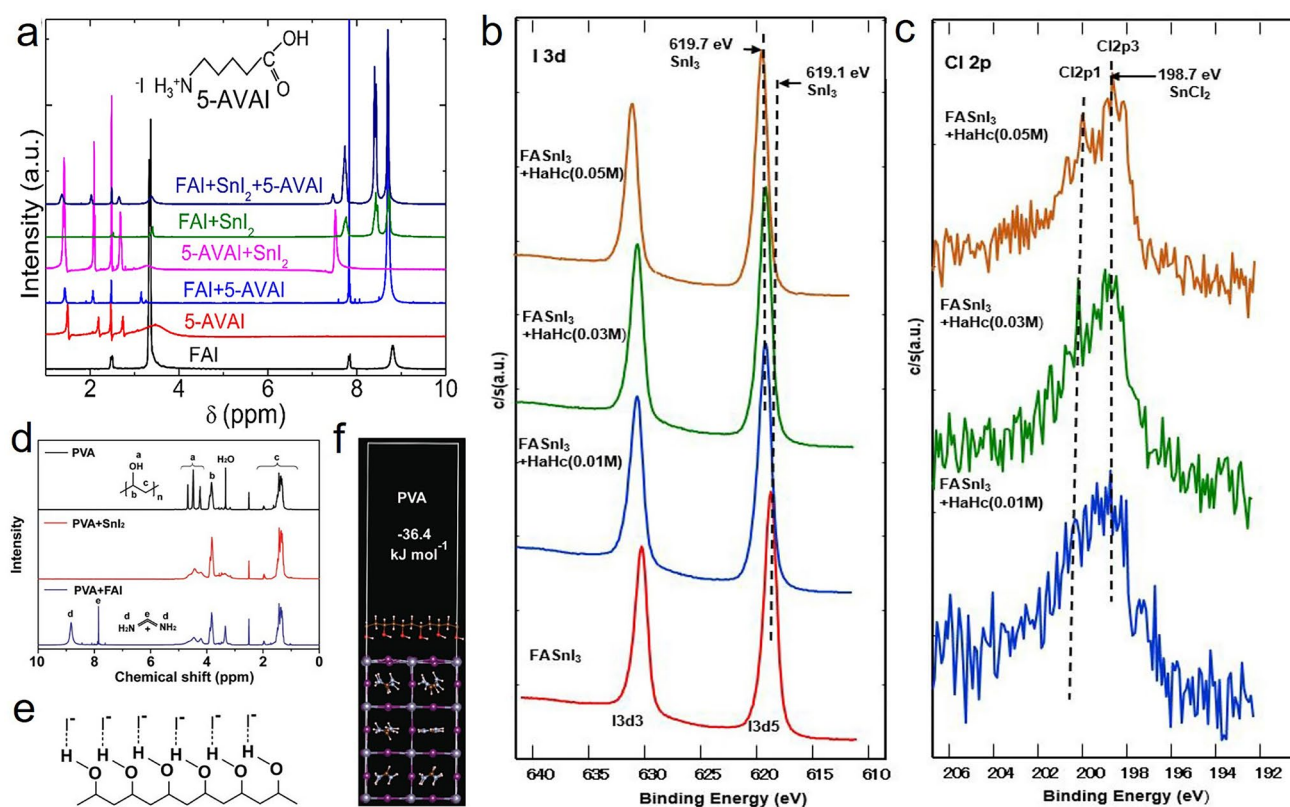 a
OH
C
O
-I H₃⁺N
5-AVAI
Intensity (a.u.)
FAI+SnI₂+5-AVAI
FAI+SnI₂
5-AVAI+SnI₂
FAI+5-AVAI
5-AVAI
FAI
2 4 6 8 10
δ (ppm)
b
I 3d
619.7 eV
SnI₃
619.1 eV
SnI₃
FASnI₃
+HaHc(0.05M)
FASnI₃
+HaHc(0.03M)
FASnI₃
+HaHc(0.01M)
FASnI₃
I3d3
I3d5
c/s(a.u.)
640 635 630 625 620 615 610
Binding Energy (eV)
c
Cl 2p
Cl2p3
Cl2p1
198.7 eV
SnCl₂
FASnI₃
+HaHc(0.05M)
FASnI₃
+HaHc(0.03M)
FASnI₃
+HaHc(0.01M)
c/s(a.u.)
206 204 202 200 198 196 194 192
Binding Energy (eV)
d
PVA
a
OH
c
b
n
a
b
H₂O
c
PVA+SnI₂
PVA+FAI
d
e
d e d
H₂N + NH₂
Intensity
10 8 6 4 2 0
Chemical shift (ppm)
e
I⁻ I⁻ I⁻ I⁻ I⁻ I⁻
H H H H H H
O O O O O O
f
PVA
-36.4
kJ mol⁻¹